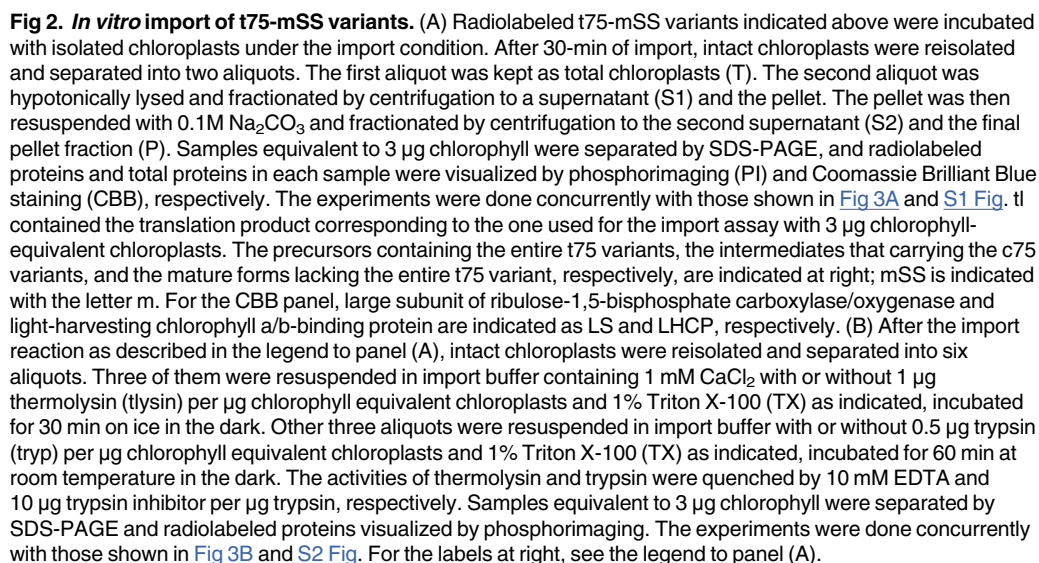 Fig 2. In vitro import of t75-mSS variants. (A) Radiolabeled t75-mSS variants indicated above were incubated
with isolated chloroplasts under the import condition. After 30-min of import, intact chloroplasts were reisolated
and separated into two aliquots. The first aliquot was kept as total chloroplasts (T). The second aliquot was
hypotonically lysed and fractionated by centrifugation to a supernatant (S1) and the pellet. The pellet was then
resuspended with 0.1M Na₂CO₃ and fractionated by centrifugation to the second supernatant (S2) and the final
pellet fraction (P). Samples equivalent to 3 μg chlorophyll were separated by SDS-PAGE, and radiolabeled
proteins and total proteins in each sample were visualized by phosphorimaging (PI) and Coomassie Brilliant Blue
staining (CBB), respectively. The experiments were done concurrently with those shown in Fig 3A and S1 Fig. tl
contained the translation product corresponding to the one used for the import assay with 3 μg chlorophyll-
equivalent chloroplasts. The precursors containing the entire t75 variants, the intermediates that carrying the c75
variants, and the mature forms lacking the entire t75 variant, respectively, are indicated at right; mSS is indicated
with the letter m. For the CBB panel, large subunit of ribulose-1,5-bisphosphate carboxylase/oxygenase and
light-harvesting chlorophyll a/b-binding protein are indicated as LS and LHCP, respectively. (B) After the import
reaction as described in the legend to panel (A), intact chloroplasts were reisolated and separated into six
aliquots. Three of them were resuspended in import buffer containing 1 mM CaCl₂ with or without 1 μg
thermolysin (tlysin) per μg chlorophyll equivalent chloroplasts and 1% Triton X-100 (TX) as indicated, incubated
for 30 min on ice in the dark. Other three aliquots were resuspended in import buffer with or without 0.5 μg trypsin
(tryp) per μg chlorophyll equivalent chloroplasts and 1% Triton X-100 (TX) as indicated, incubated for 60 min at
room temperature in the dark. The activities of thermolysin and trypsin were quenched by 10 mM EDTA and
10 μg trypsin inhibitor per μg trypsin, respectively. Samples equivalent to 3 μg chlorophyll were separated by
SDS-PAGE and radiolabeled proteins visualized by phosphorimaging. The experiments were done concurrently
with those shown in Fig 3B and S2 Fig. For the labels at right, see the legend to panel (A).